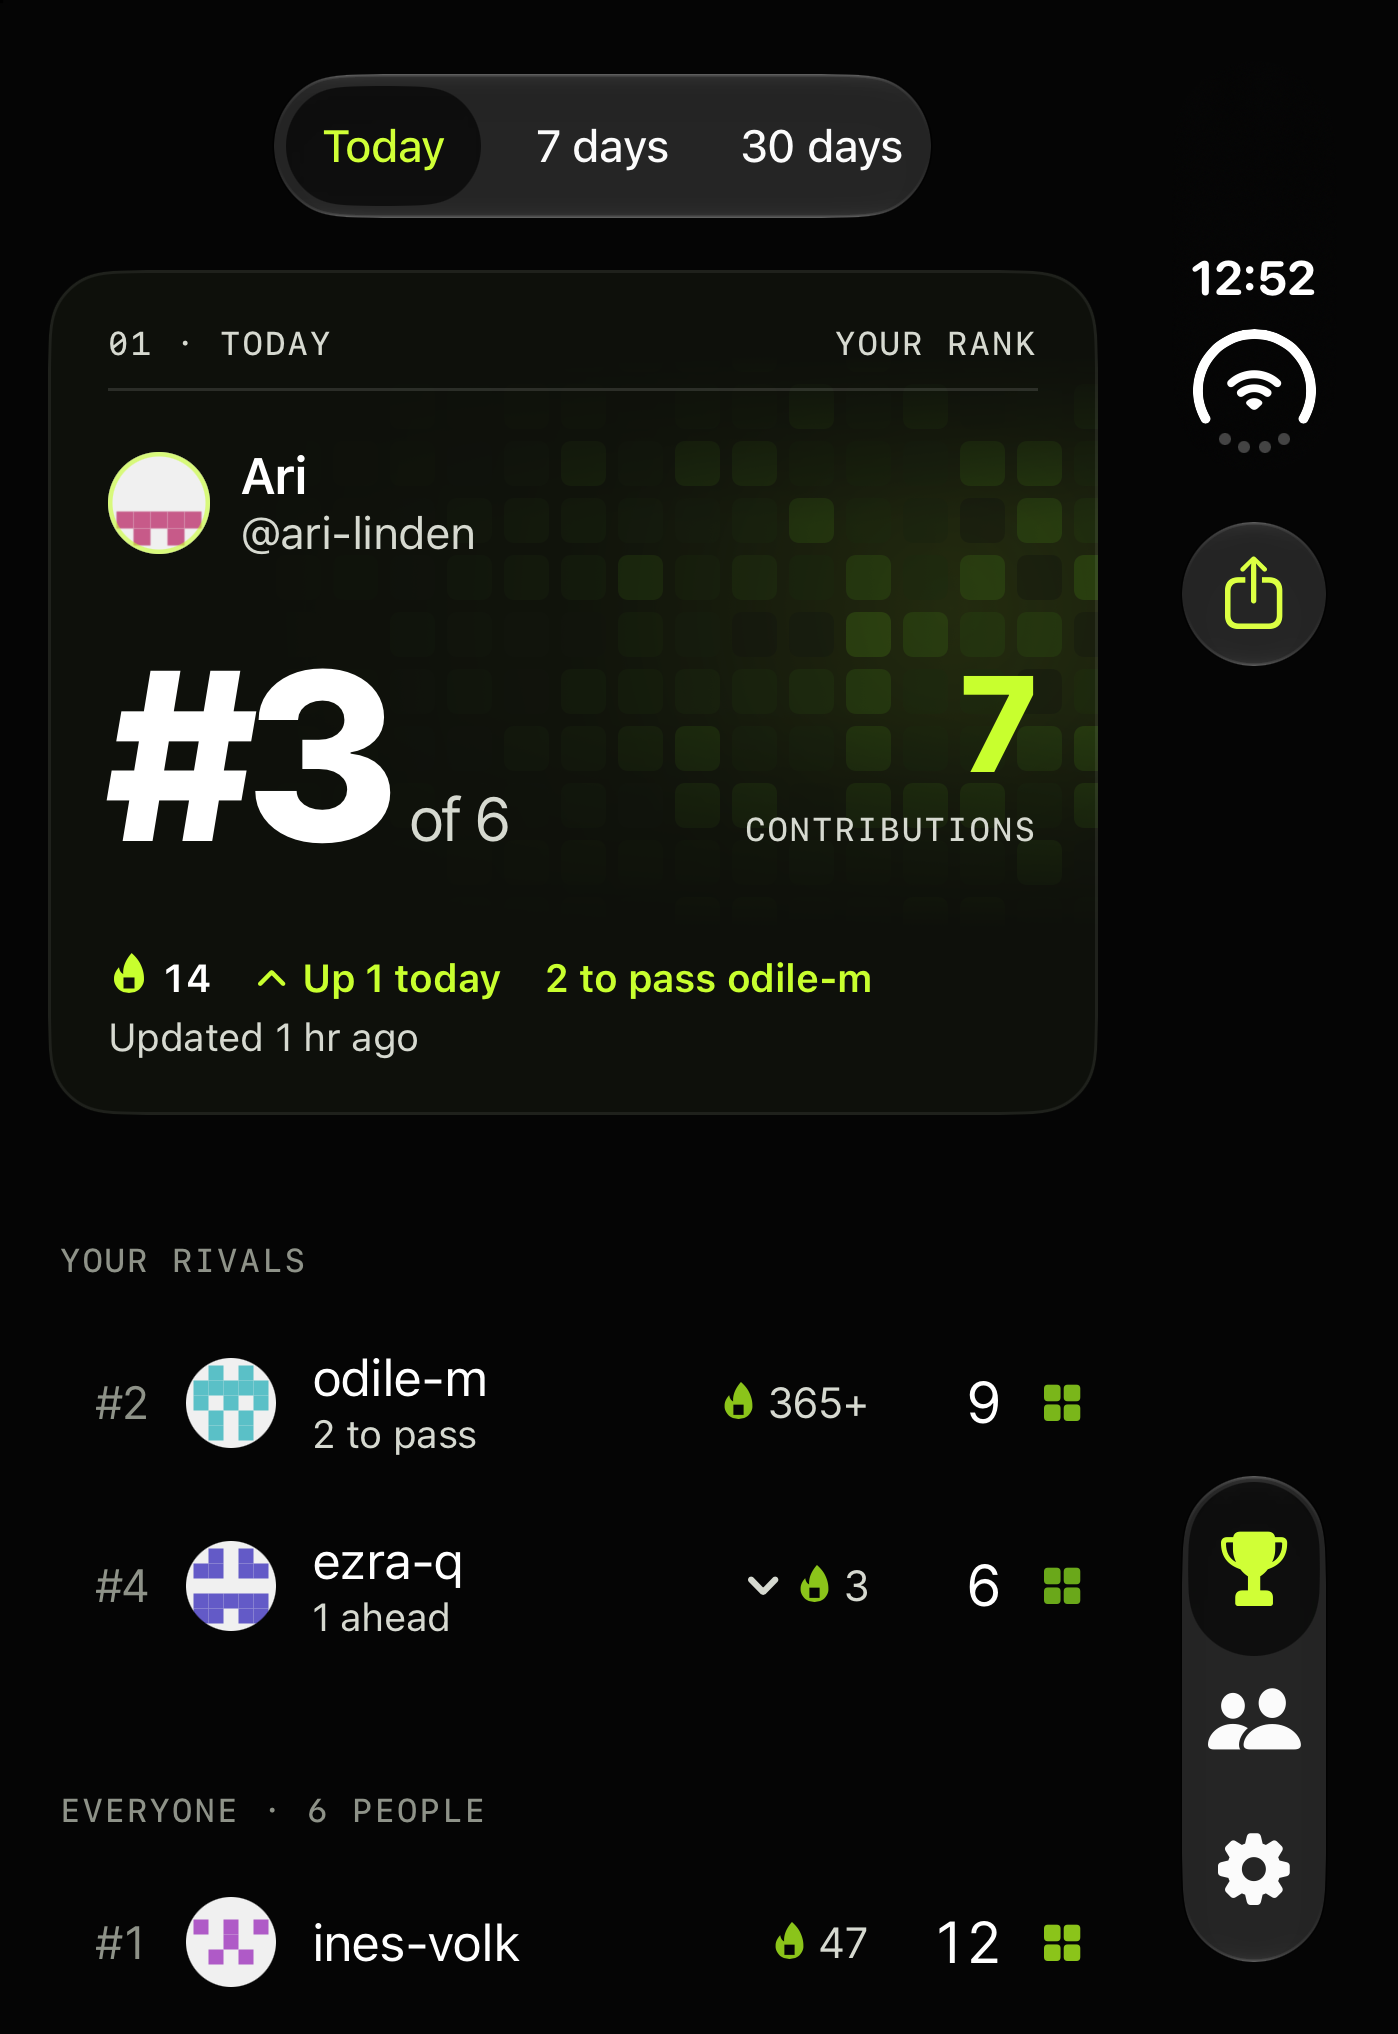 Today 7 days 30 days
12:52
01 · TODAY YOUR RANK
Ari
@ari-linden
#3 of 6
7
CONTRIBUTIONS
14 Up 1 today 2 to pass odile-m
Updated 1 hr ago
YOUR RIVALS
#2 odile-m 365+ 9
2 to pass
#4 ezra-q 3 6
1 ahead
EVERYONE · 6 PEOPLE
#1 ines-volk 47 12